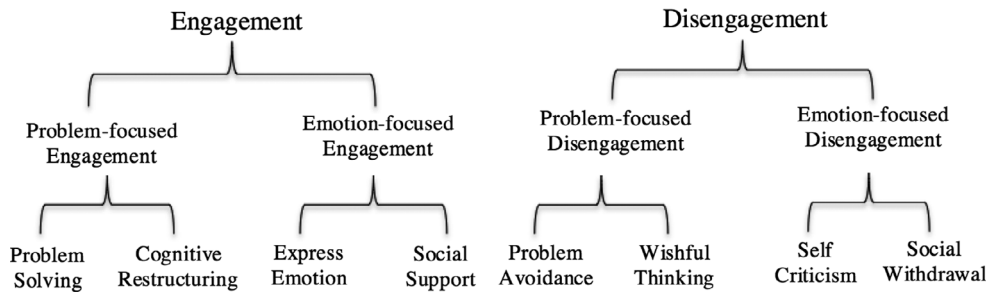 Engagement
Disengagement
Problem-focused
Engagement
Emotion-focused
Engagement
Problem-focused
Disengagement
Emotion-focused
Disengagement
Problem
Solving
Cognitive
Restructuring
Express
Emotion
Social
Support
Problem
Avoidance
Wishful
Thinking
Self
Criticism
Social
Withdrawal